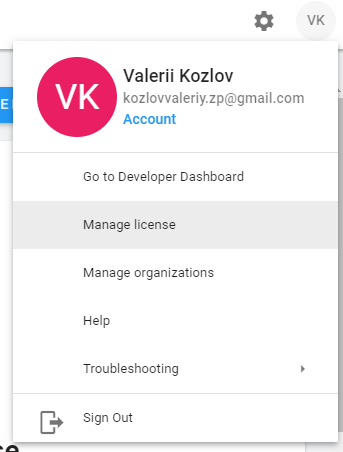 VK
VK
Valerii Kozlov
kozlovvaleriy.zp@gmail.com
Account
Go to Developer Dashboard
Manage license
Manage organizations
Help
Troubleshooting
Sign Out